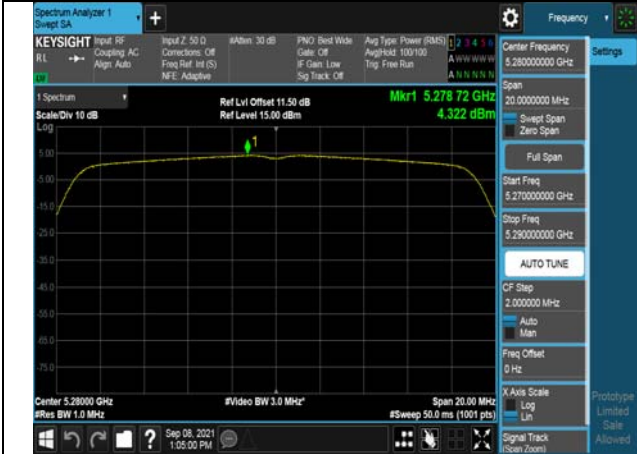 Spectrum Analyzer 1
Swept SA
+
Frequency
KEYSIGHT
RL
Input: RF
Coupling: AC
Align: Auto
Input Z: 50 Ω
Corrections: Off
Freq Ref: Int (S)
NFE: Adaptive
#Atten: 30 dB
PNO: Best Wide
Gate: Off
IF Gain: Low
Sig Track: Off
Avg Type: Power (RMS)
Avg|Hold: 100/100
Trig: Free Run
1 2 3 4 5 6
A W W W W W
A N N N N N
1 Spectrum
Scale/Div 10 dB
Log
Ref Lvl Offset 11.50 dB
Ref Level 15.00 dBm
Mkr1 5.278 72 GHz
4.322 dBm
1
5.00
-5.00
-15.0
-25.0
-35.0
-45.0
-55.0
-65.0
-75.0
Center 5.28000 GHz
#Res BW 1.0 MHz
#Video BW 3.0 MHz*
Span 20.00 MHz
#Sweep 50.0 ms (1001 pts)
Sep 08, 2021
1:05:00 PM
?
Center Frequency
5.280000000 GHz
Settings
Span
20.0000000 MHz
Swept Span
Zero Span
Full Span
Start Freq
5.270000000 GHz
Stop Freq
5.290000000 GHz
AUTO TUNE
CF Step
2.000000 MHz
Auto
Man
Freq Offset
0 Hz
X Axis Scale
Log
Lin
Signal Track
(Span Zoom)
Prototype
Limited
Sale
Allowed